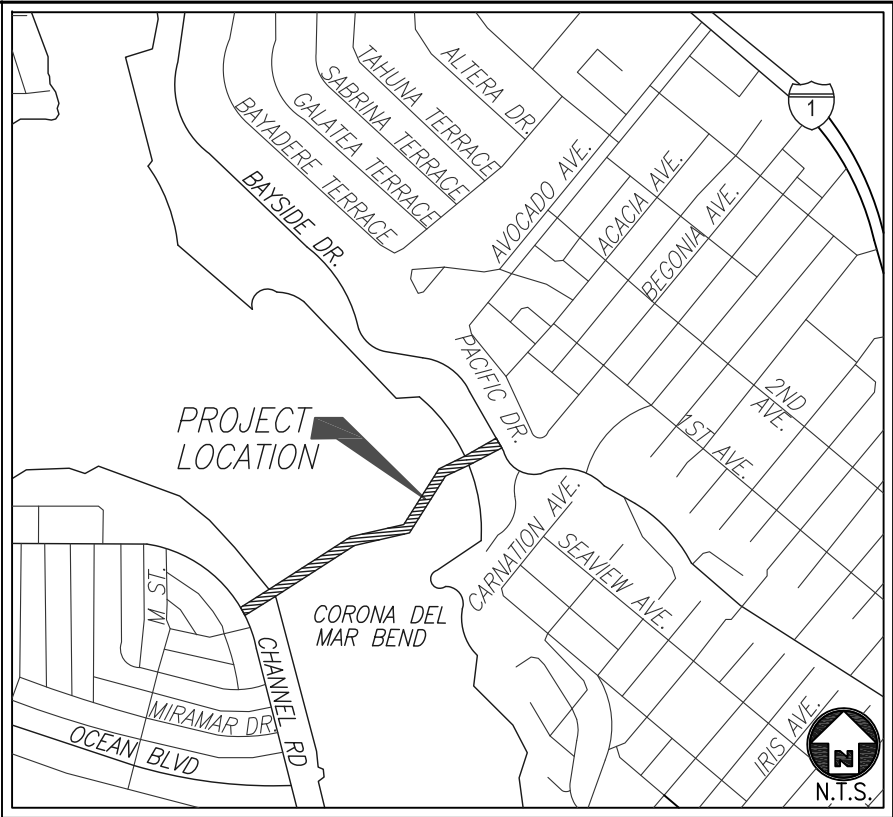 ALTERA DR.
TAHUNA TERRACE
SABRINA TERRACE
GALATEA TERRACE
BAYADERE TERRACE
BAYSIDE DR.
1
AVOCADO AVE.
ACACIA AVE.
BEGONIA AVE.
PACIFIC DR.
2ND
AVE.
1ST AVE.
PROJECT
LOCATION
CARNATION AVE.
SEAVIEW AVE.
M ST.
CORONA DEL
MAR BEND
CHANNEL RD
MIRAMAR DR.
OCEAN BLVD
IRIS AVE.
N
N.T.S.